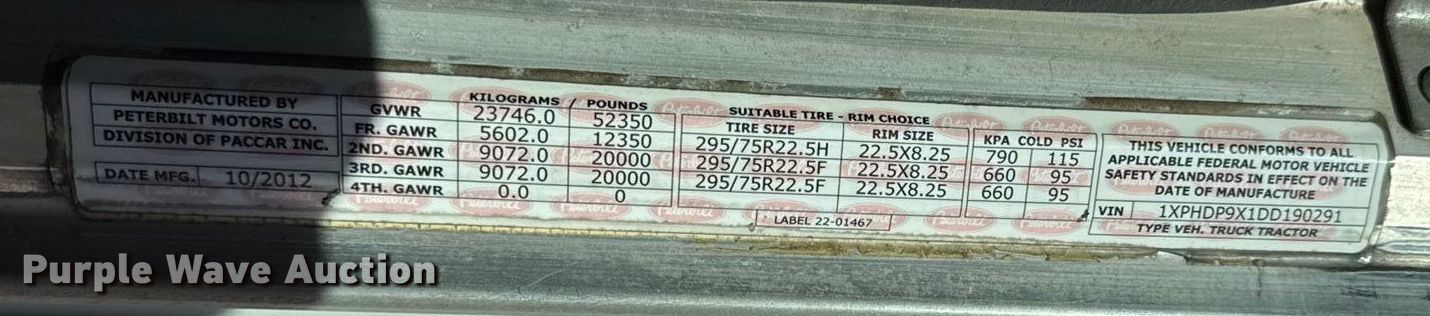 MANUFACTURED BY
PETERBILT MOTORS CO.
DIVISION OF PACCAR INC.
DATE MFG. 10/2012
KILOGRAMS / POUNDS
GVWR 23746.0 52350
FR. GAWR 5602.0 12350
2ND. GAWR 9072.0 20000
3RD. GAWR 9072.0 20000
4TH. GAWR 0.0 0
SUITABLE TIRE - RIM CHOICE
TIRE SIZE RIM SIZE KPA COLD PSI
295/75R22.5H 22.5X8.25 790 115
295/75R22.5F 22.5X8.25 660 95
295/75R22.5F 22.5X8.25 660 95
LABEL 22-01467
THIS VEHICLE CONFORMS TO ALL
APPLICABLE FEDERAL MOTOR VEHICLE
SAFETY STANDARDS IN EFFECT ON THE
DATE OF MANUFACTURE
VIN 1XPHDP9X1DD190291
TYPE VEH. TRUCK TRACTOR
Purple Wave Auction